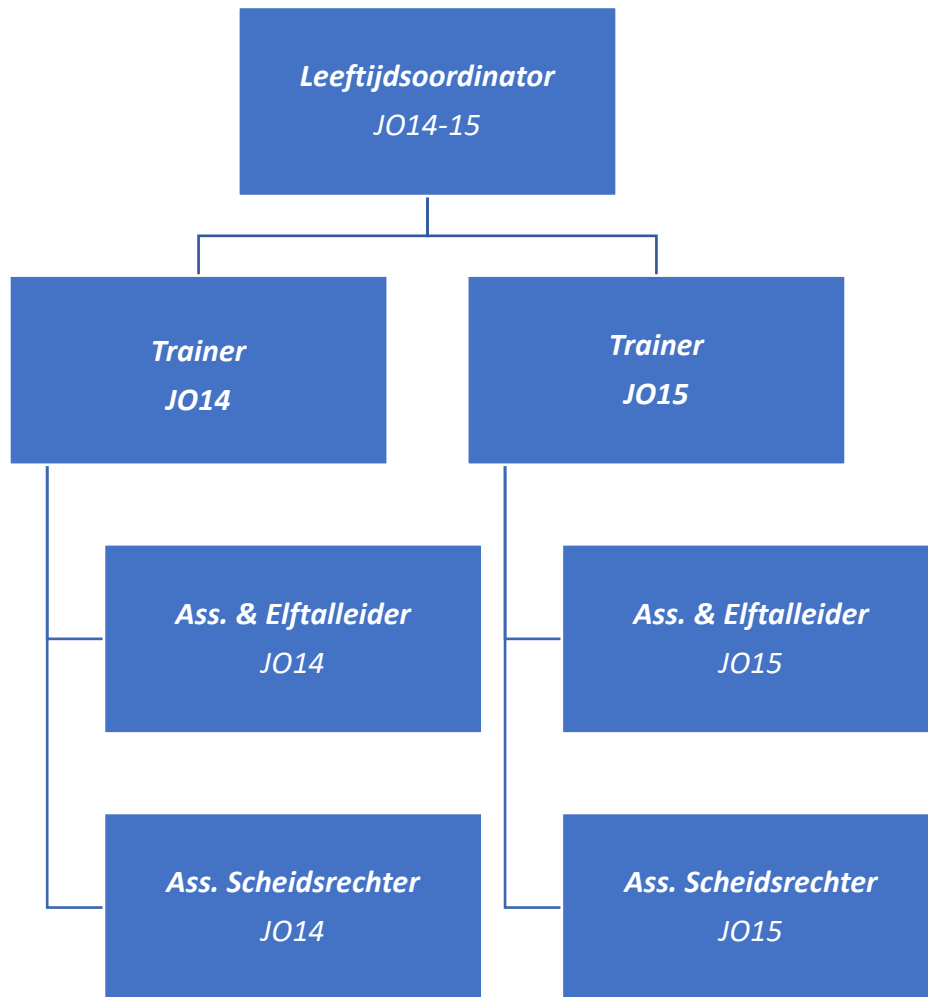 Leeftijdsoordinator
JO14-15
Trainer
JO14
Trainer
JO15
Ass. & Elftalleider
JO14
Ass. & Elftalleider
JO15
Ass. Scheidsrechter
JO14
Ass. Scheidsrechter
JO15